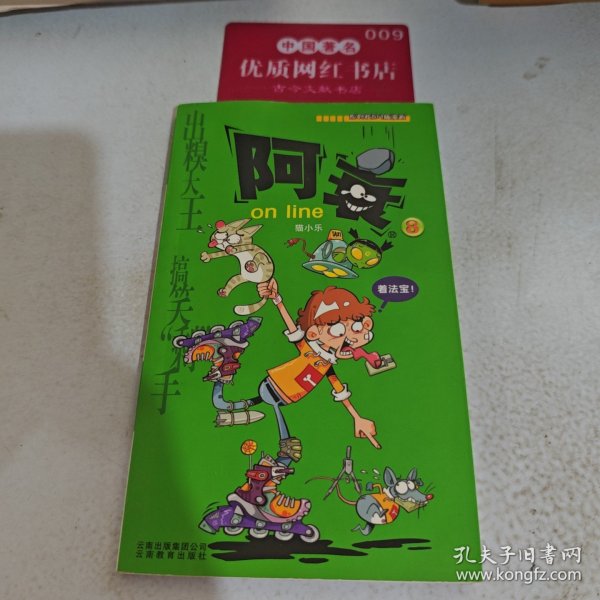 009
中国著名
优质网红书店
古今文献书店
阿衰
on line
猫小乐
8
着法宝!
出糗大王、
搞笑“辣”手
云南出版集团公司
云南教育出版社
孔夫子旧书网
www.kongfz.com